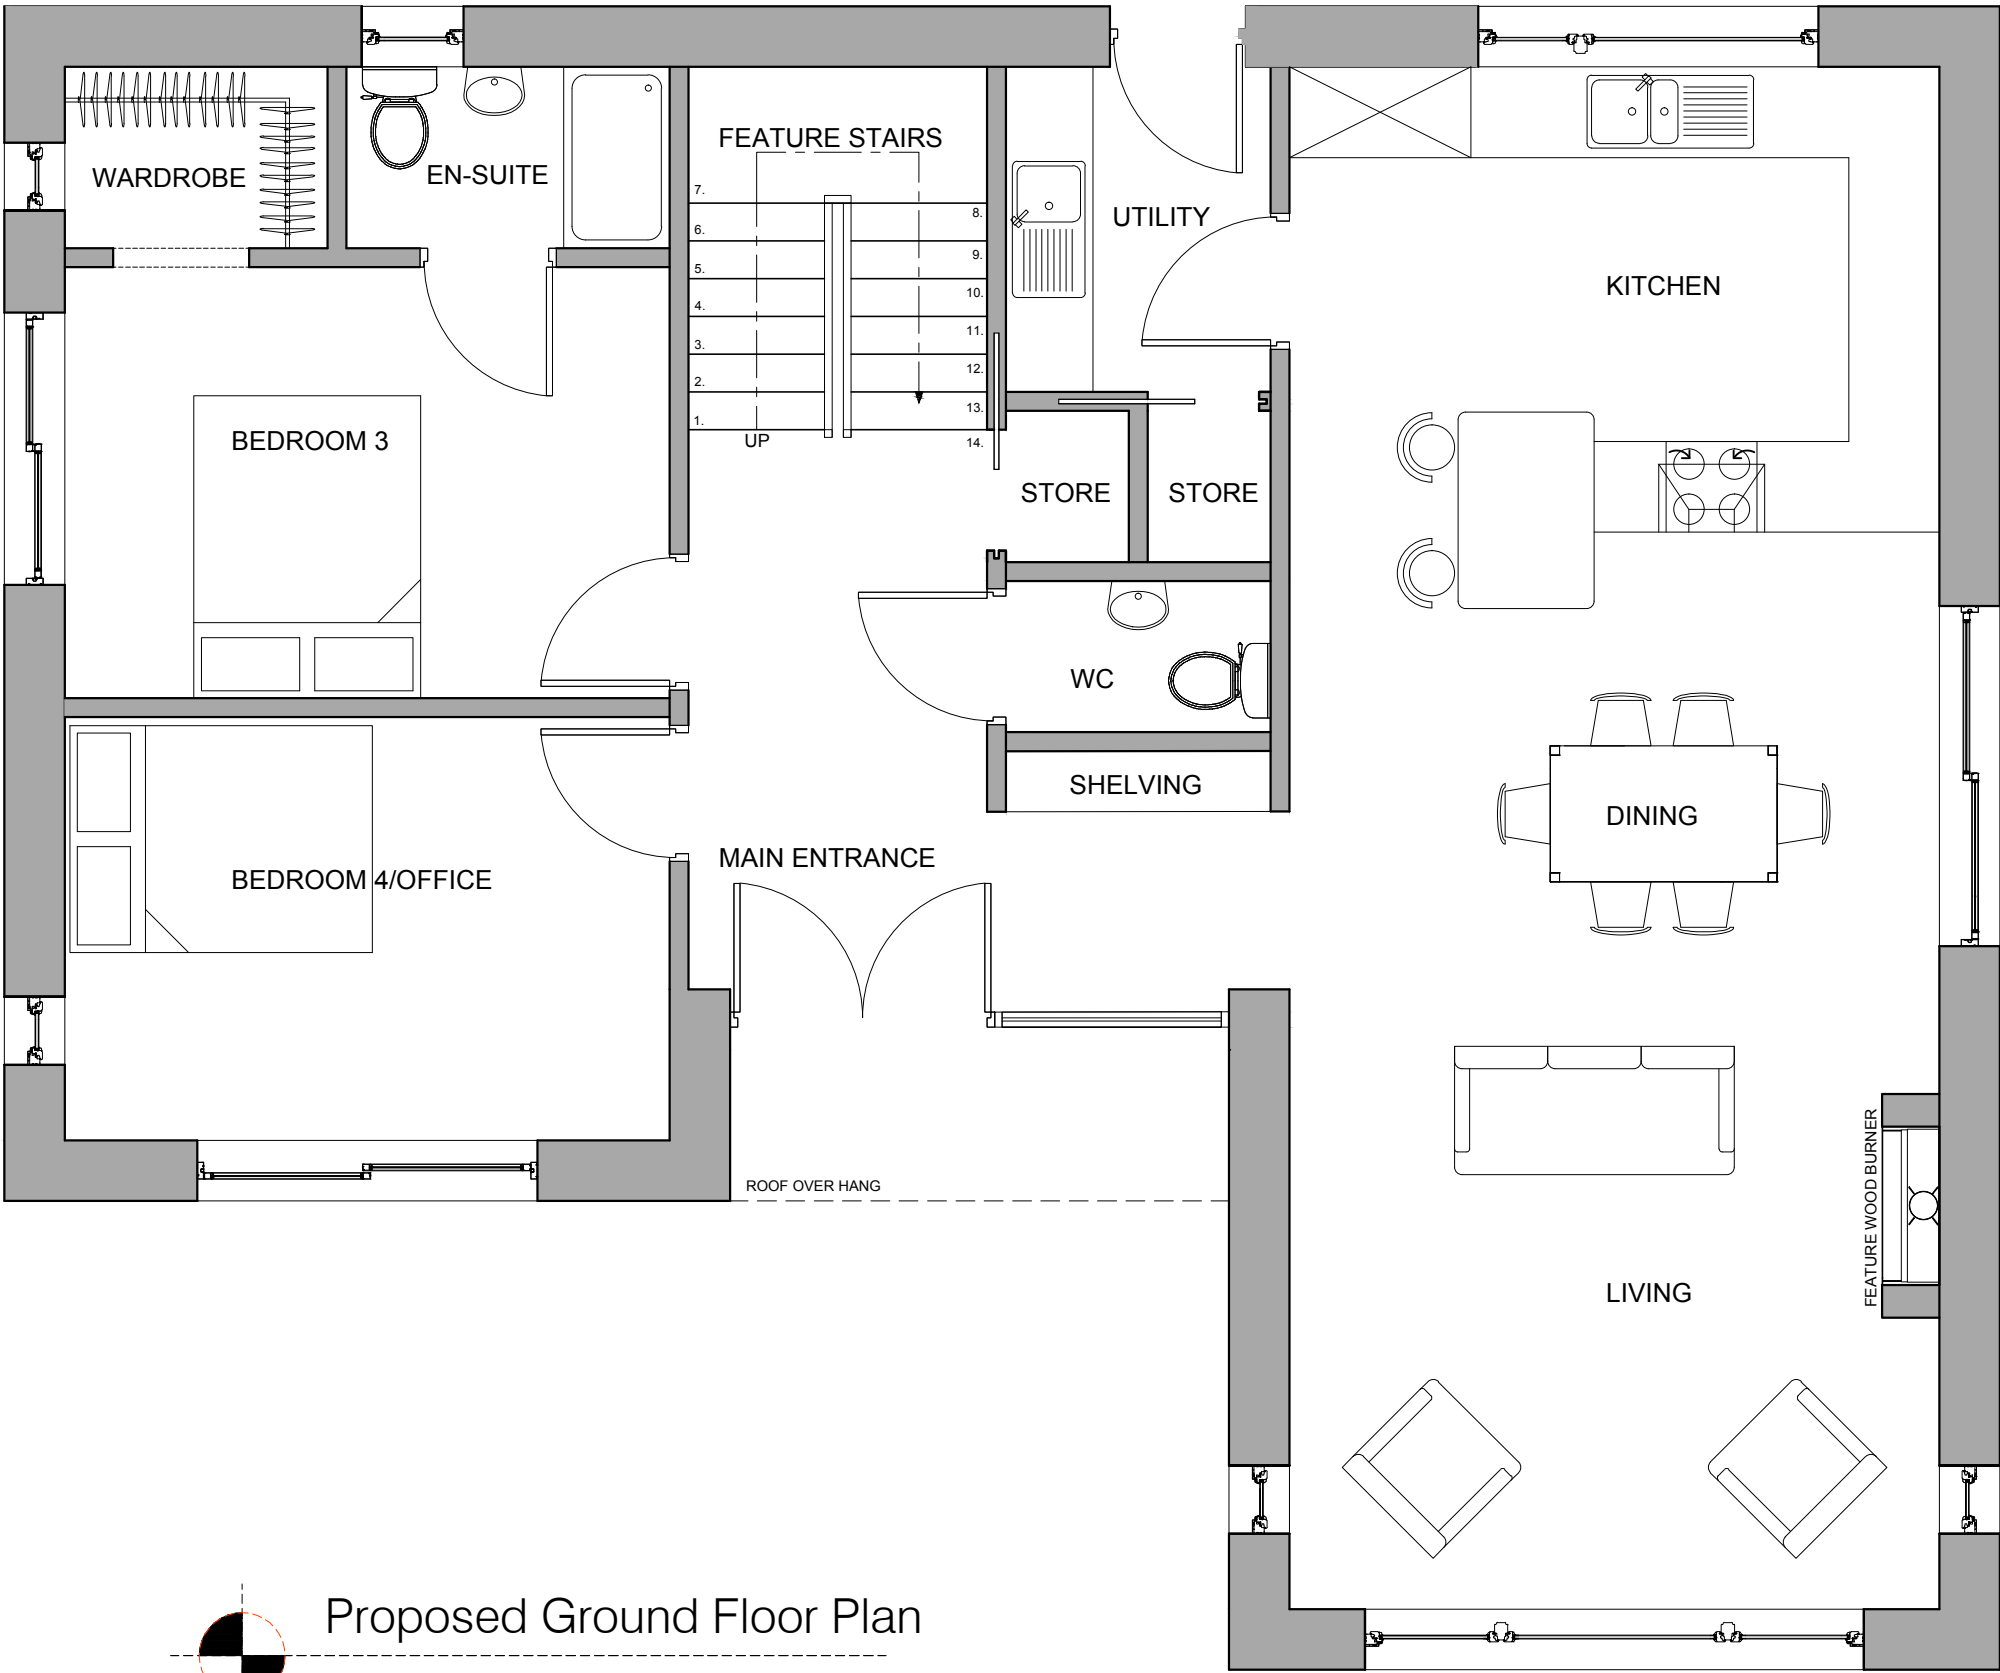 FEATURE STAIRS
WARDROBE
EN-SUITE
7.
6.
5.
4.
3.
2.
1.
UP
8.
9.
10.
11.
12.
13.
14.
UTILITY
KITCHEN
BEDROOM 3
STORE
STORE
WC
SHELVING
DINING
MAIN ENTRANCE
BEDROOM 4/OFFICE
ROOF OVER HANG
FEATURE WOOD BURNER
LIVING
Proposed Ground Floor Plan